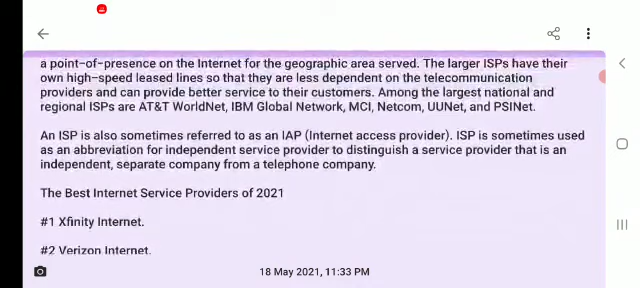 a point-of-presence on the Internet for the geographic area served. The larger ISPs have their
own high-speed leased lines so that they are less dependent on the telecommunication
providers and can provide better service to their customers. Among the largest national and
regional ISPs are AT&T WorldNet, IBM Global Network, MCI, Netcom, UUNet, and PSINet.
An ISP is also sometimes referred to as an IAP (Internet access provider). ISP is sometimes used
as an abbreviation for independent service provider to distinguish a service provider that is an
independent, separate company from a telephone company.
The Best Internet Service Providers of 2021
#1 Xfinity Internet.
#2 Verizon Internet.
18 May 2021, 11:33 PM